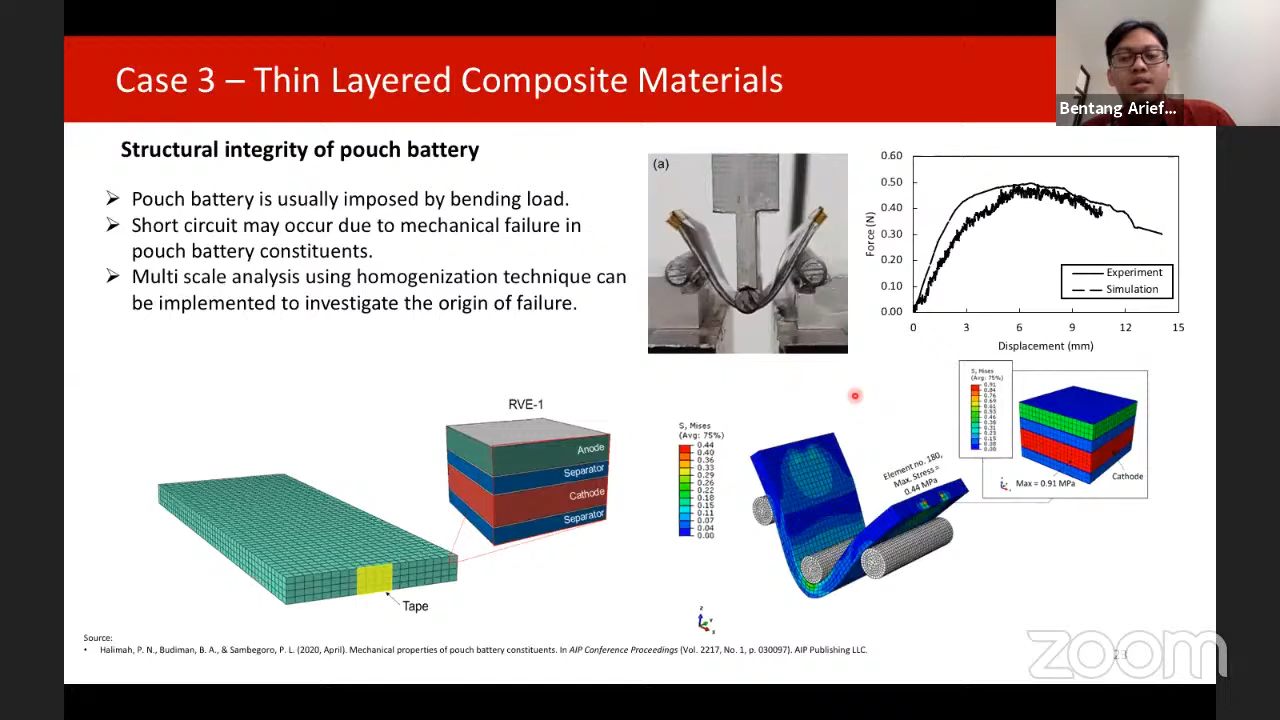 Case 3 – Thin Layered Composite Materials
Bentang Arief...
Structural integrity of pouch battery
➢ Pouch battery is usually imposed by bending load.
➢ Short circuit may occur due to mechanical failure in
pouch battery constituents.
➢ Multi scale analysis using homogenization technique can
be implemented to investigate the origin of failure.
(a)
0.60
0.50
0.40
0.30
0.20
0.10
0.00
Force (N)
Experiment
Simulation
0 3 6 9 12 15
Displacement (mm)
RVE-1
Anode
Separator
Cathode
Separator
Tape
S, Mises
(Avg: 75%)
0.44
0.40
0.36
0.33
0.29
0.26
0.22
0.18
0.15
0.11
0.07
0.04
0.00
Element no. 180,
Max. Stress =
0.44 MPa
S, Mises
(Avg: 75%)
0.91
0.84
0.76
0.69
0.61
0.53
0.46
0.38
0.31
0.23
0.15
0.08
0.00
Max = 0.91 MPa
Cathode
Source:
• Halimah, P. N., Budiman, B. A., & Sambegoro, P. L. (2020, April). Mechanical properties of pouch battery constituents. In AIP Conference Proceedings (Vol. 2217, No. 1, p. 030097). AIP Publishing LLC.
zoom